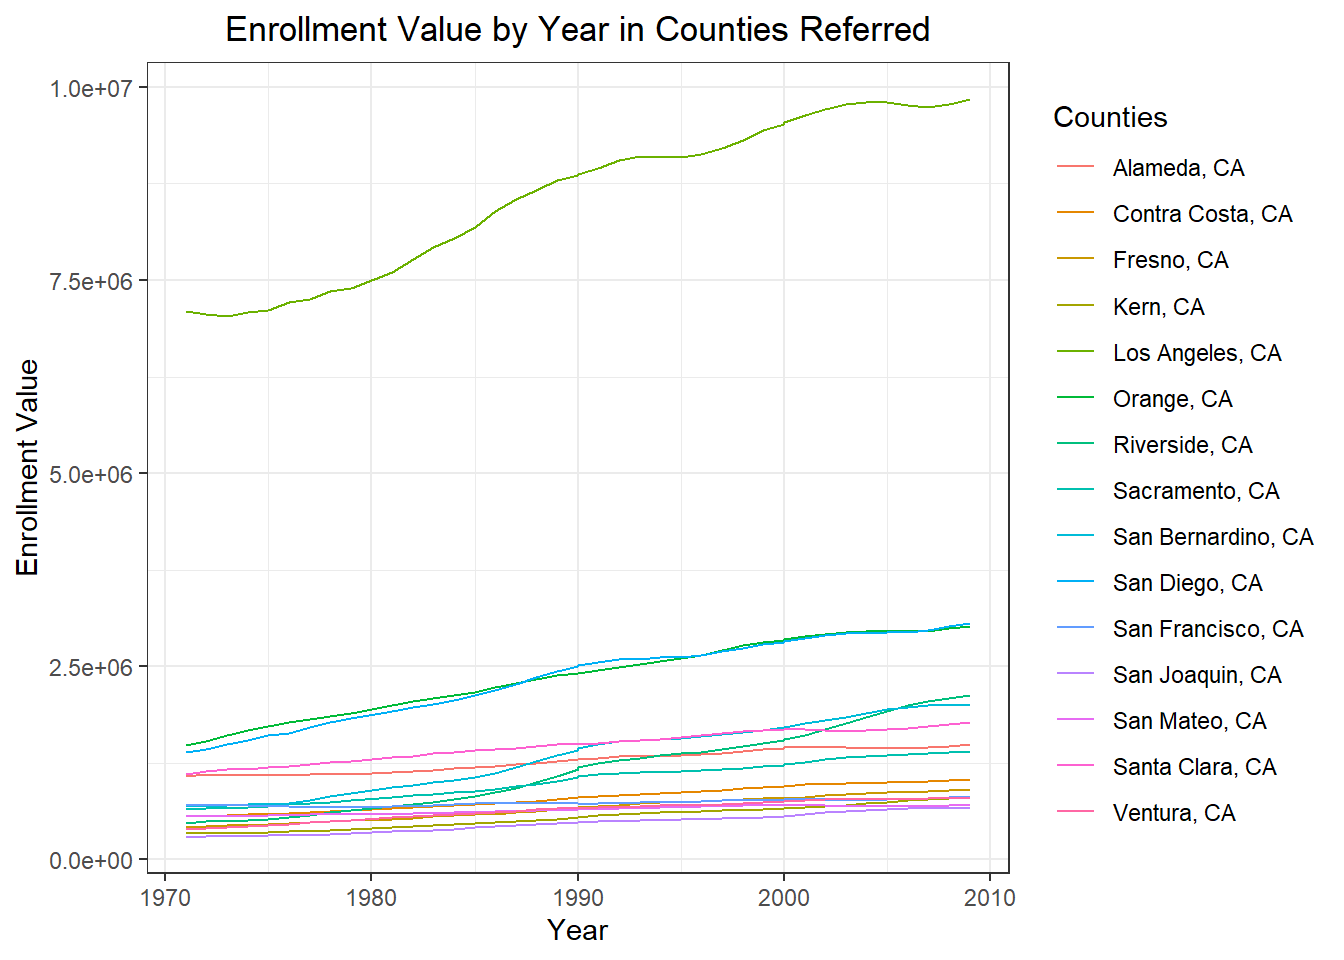 Enrollment Value by Year in Counties Referred
1.0e+07
7.5e+06
5.0e+06
2.5e+06
0.0e+00
Enrollment Value
1970 1980 1990 2000 2010
Year
Counties
Alameda, CA
Contra Costa, CA
Fresno, CA
Kern, CA
Los Angeles, CA
Orange, CA
Riverside, CA
Sacramento, CA
San Bernardino, CA
San Diego, CA
San Francisco, CA
San Joaquin, CA
San Mateo, CA
Santa Clara, CA
Ventura, CA